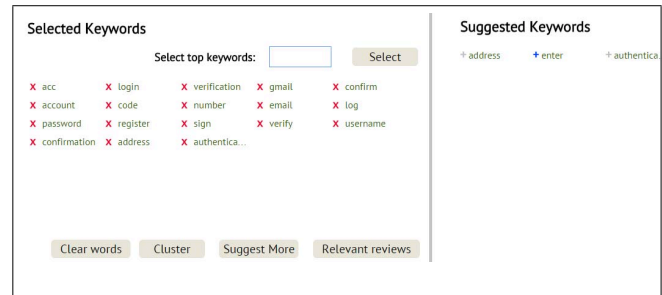 Selected Keywords
Select top keywords: Select
X acc X login X verification X gmail X confirm
X account X code X number X email X log
X password X register X sign X verify X username
X confirmation X address X authentica...
Clear words Cluster Suggest More Relevant reviews
Suggested Keywords
+ address + enter + authentica.